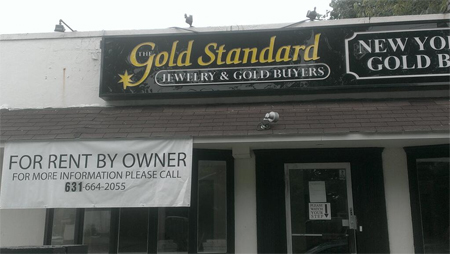 THE
Gold Standard
JEWELRY & GOLD BUYERS
NEW YO
GOLD B
FOR RENT BY OWNER
FOR MORE INFORMATION PLEASE CALL
631-664-2055